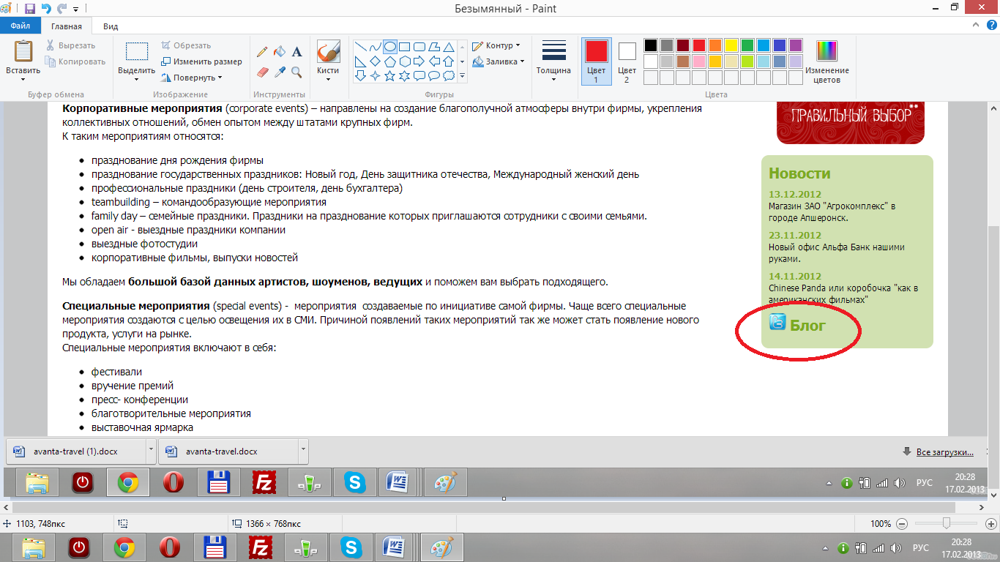 Безымянный - Paint
Файл
Главная
Вид
Вставить
Вырезать
Копировать
Буфер обмена
Выделить
Обрезать
Изменить размер
Повернуть
Изображение
A
Инструменты
Кисти
Контур
Заливка
Фигуры
Толщина
Цвет 1
Цвет 2
Изменение цветов
Цвета
Корпоративные мероприятия (corporate events) – направлены на создание благополучной атмосферы внутри фирмы, укрепления
коллективных отношений, обмен опытом между штатами крупных фирм.
К таким мероприятиям относятся:
празднование дня рождения фирмы
празднование государственных праздников: Новый год, День защитника отечества, Международный женский день
профессиональные праздники (день строителя, день бухгалтера)
teambuilding – командообразующие мероприятия
family day – семейные праздники. Праздники на празднование которых приглашаются сотрудники с своими семьями.
open air - выездные праздники компании
выездные фотостудии
корпоративные фильмы, выпуски новостей
Мы обладаем большой базой данных артистов, шоуменов, ведущих и поможем вам выбрать подходящего.
Специальные мероприятия (special events) - мероприятия создаваемые по инициативе самой фирмы. Чаще всего специальные
мероприятия создаются с целью освещения их в СМИ. Причиной появлений таких мероприятий так же может стать появление нового
продукта, услуги на рынке.
Специальные мероприятия включают в себя:
фестивали
вручение премий
пресс- конференции
благотворительные мероприятия
выставочная ярмарка
ПРАВИЛЬНЫЙ ВЫБОР**
Новости
13.12.2012
Магазин ЗАО "Агрокомплекс" в
городе Апшеронск.
23.11.2012
Новый офис Альфа Банк нашими
руками.
14.11.2012
Chinese Panda или коробочка "как в
американских фильмах"
Блог
avanta-travel (1).docx
avanta-travel.docx
Все загрузки...
РУС
20:28
17.02.2013
1103, 748пкс
1366 × 768пкс
100%
РУС
20:28
17.02.2013